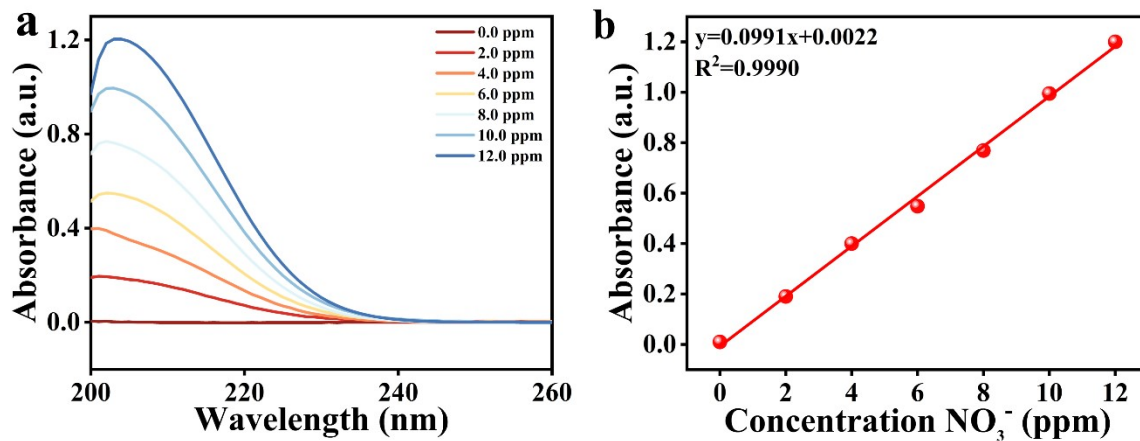 a
1.2
0.8
0.4
0.0
Absorbance (a.u.)
200
220
240
260
Wavelength (nm)
0.0 ppm
2.0 ppm
4.0 ppm
6.0 ppm
8.0 ppm
10.0 ppm
12.0 ppm
b
y=0.0991x+0.0022
R²=0.9990
1.2
1.0
0.8
0.6
0.4
0.2
0.0
Absorbance (a.u.)
0
2
4
6
8
10
12
Concentration NO₃⁻ (ppm)